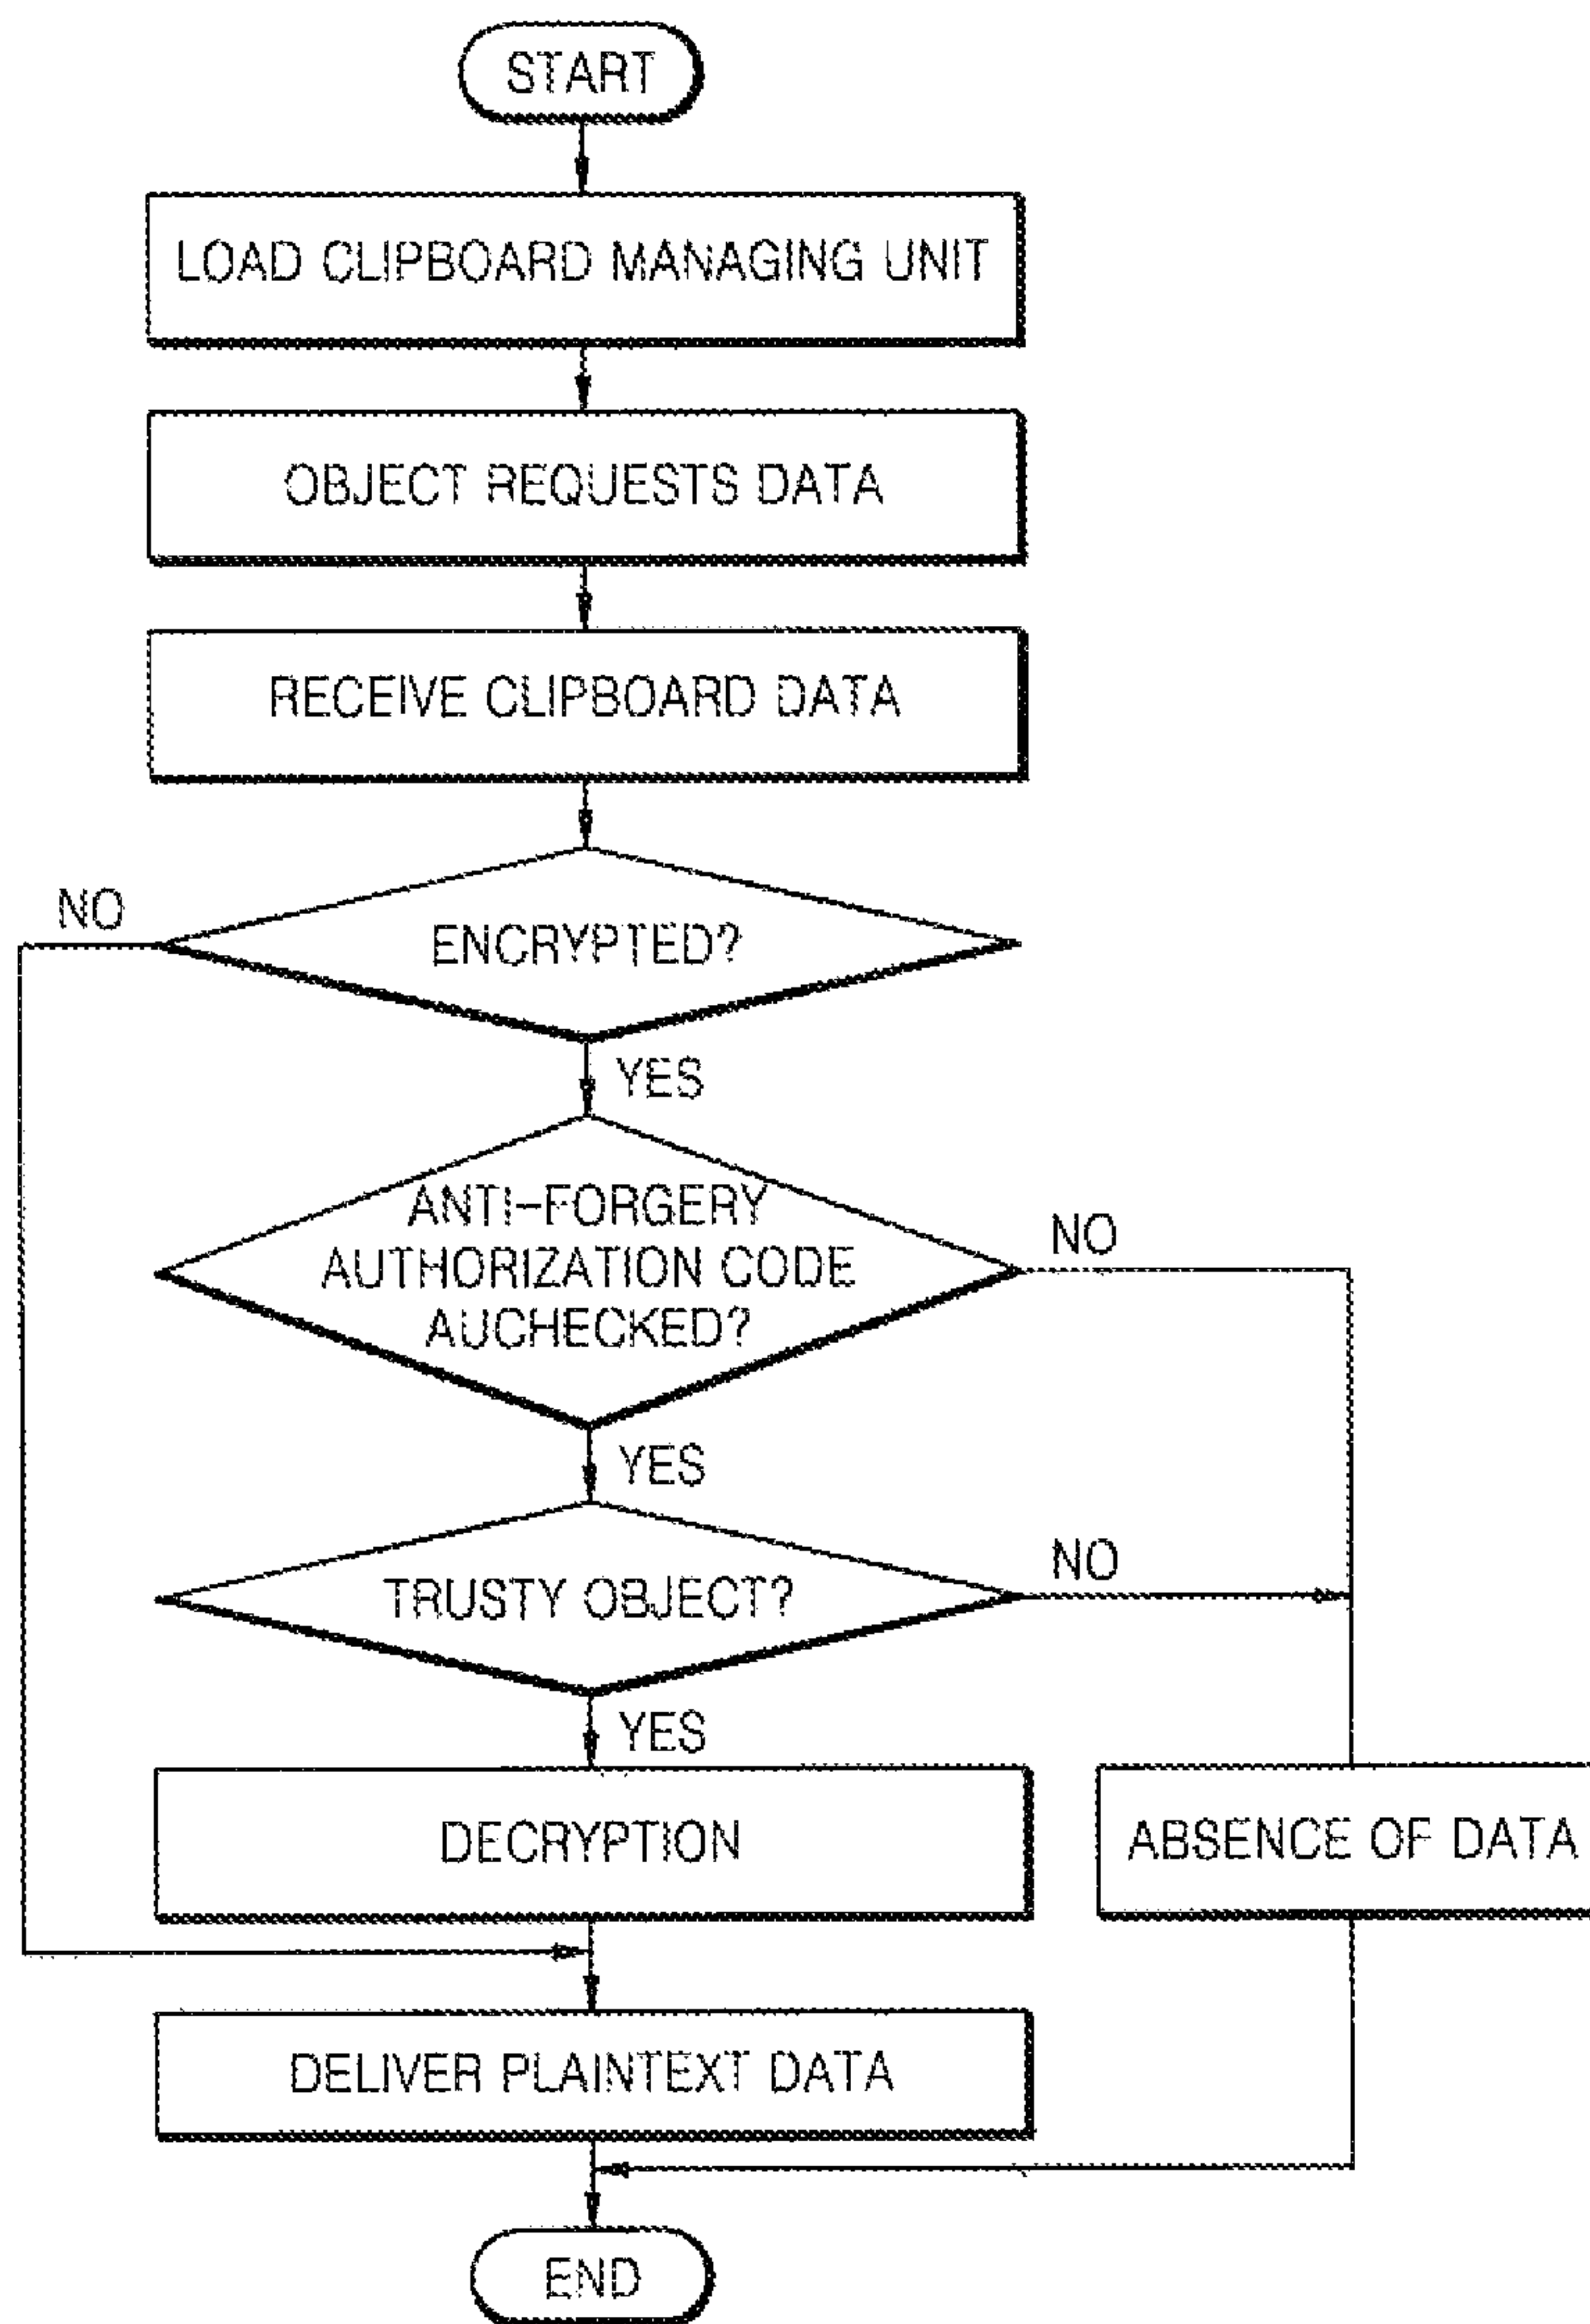 START
LOAD CLIPBOARD MANAGING UNIT
OBJECT REQUESTS DATA
RECEIVE CLIPBOARD DATA
NO
ENCRYPTED?
YES
ANTI-FORGERY
AUTHORIZATION CODE
AUCHECKED?
NO
YES
TRUSTY OBJECT?
NO
YES
DECRYPTION
ABSENCE OF DATA
DELIVER PLAINTEXT DATA
END